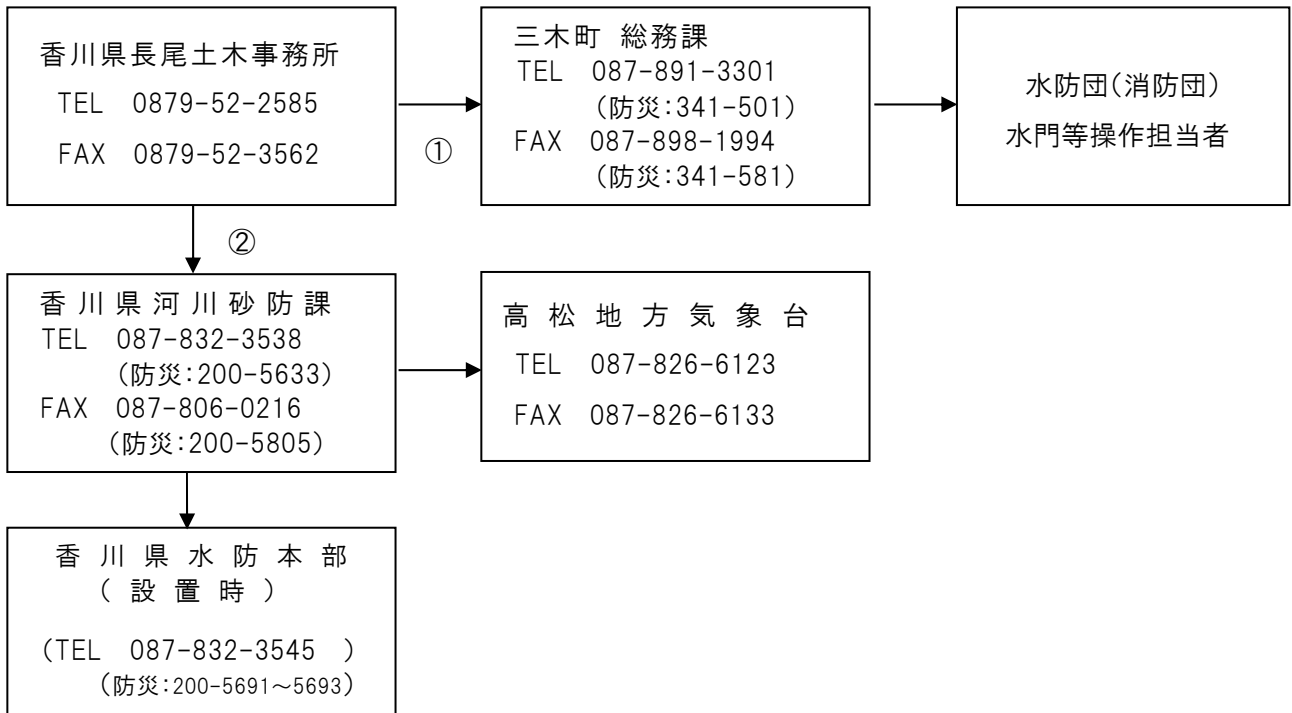 香川県長尾土木事務所
TEL 0879-52-2585
FAX 0879-52-3562
①
三木町 総務課
TEL 087-891-3301
(防災:341-501)
FAX 087-898-1994
(防災:341-581)
水防団(消防団)
水門等操作担当者
②
香川県河川砂防課
TEL 087-832-3538
(防災:200-5633)
FAX 087-806-0216
(防災:200-5805)
高松地方気象台
TEL 087-826-6123
FAX 087-826-6133
香川県水防本部
(設置時)
(TEL 087-832-3545 )
(防災:200-5691～5693)